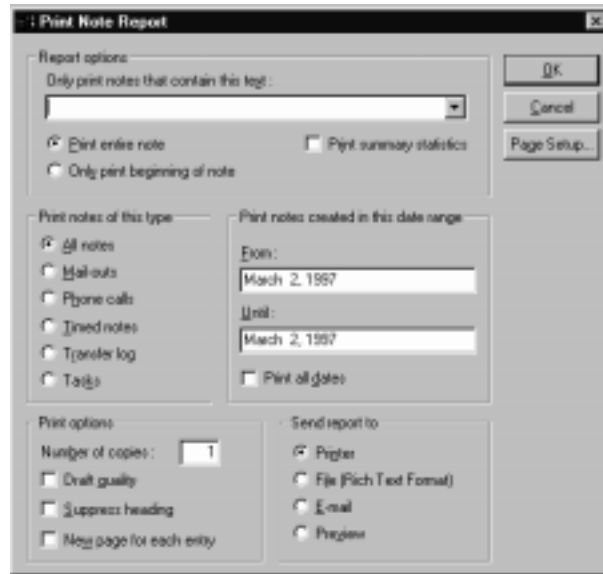 Print Note Report
Report options
Only print notes that contain this text:
Print entire note
Print summary statistics
Only print beginning of note
OK
Cancel
Page Setup...
Print notes of this type
All notes
Mail-outs
Phone calls
Timed notes
Transfer log
Tasks
Print notes created in this date range
From:
March 2, 1997
Until:
March 2, 1997
Print all dates
Print options
Number of copies: 1
Draft quality
Suppress heading
New page for each entry
Send report to
Printer
File (Rich Text Format)
E-mail
Preview